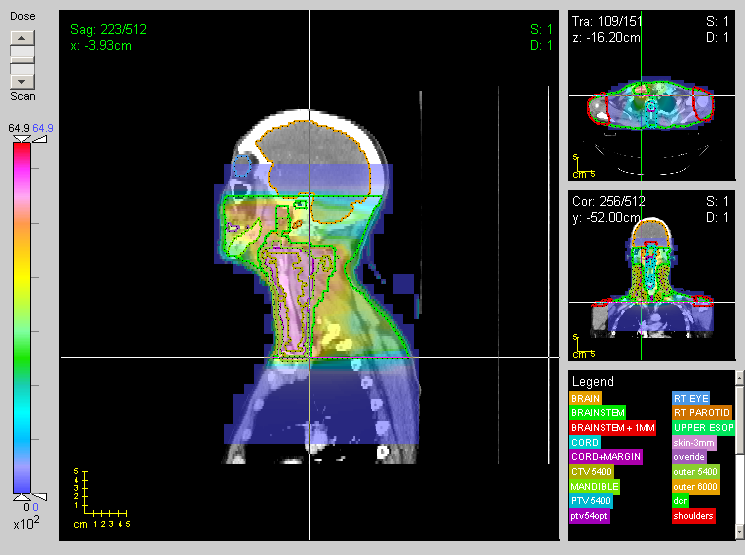 Dose
Scan
64.9 64.9
0 0
x10²
Sag: 223/512
x: -3.93cm
S: 1
D: 1
5
4
3
2
1
cm 1 2 3 4 5
Tra: 109/151
z: -16.20cm
S: 1
D: 1
5
cm 5
Cor: 256/512
y: -52.00cm
S: 1
D: 1
5
cm 5
Legend
BRAIN
BRAINSTEM
BRAINSTEM + 1MM
CORD
CORD+MARGIN
CTV 5400
MANDIBLE
PTV 5400
ptv54opt
RT EYE
RT PAROTID
UPPER ESOP
skin-3mm
overide
outer 5400
outer 6000
dcr
shoulders